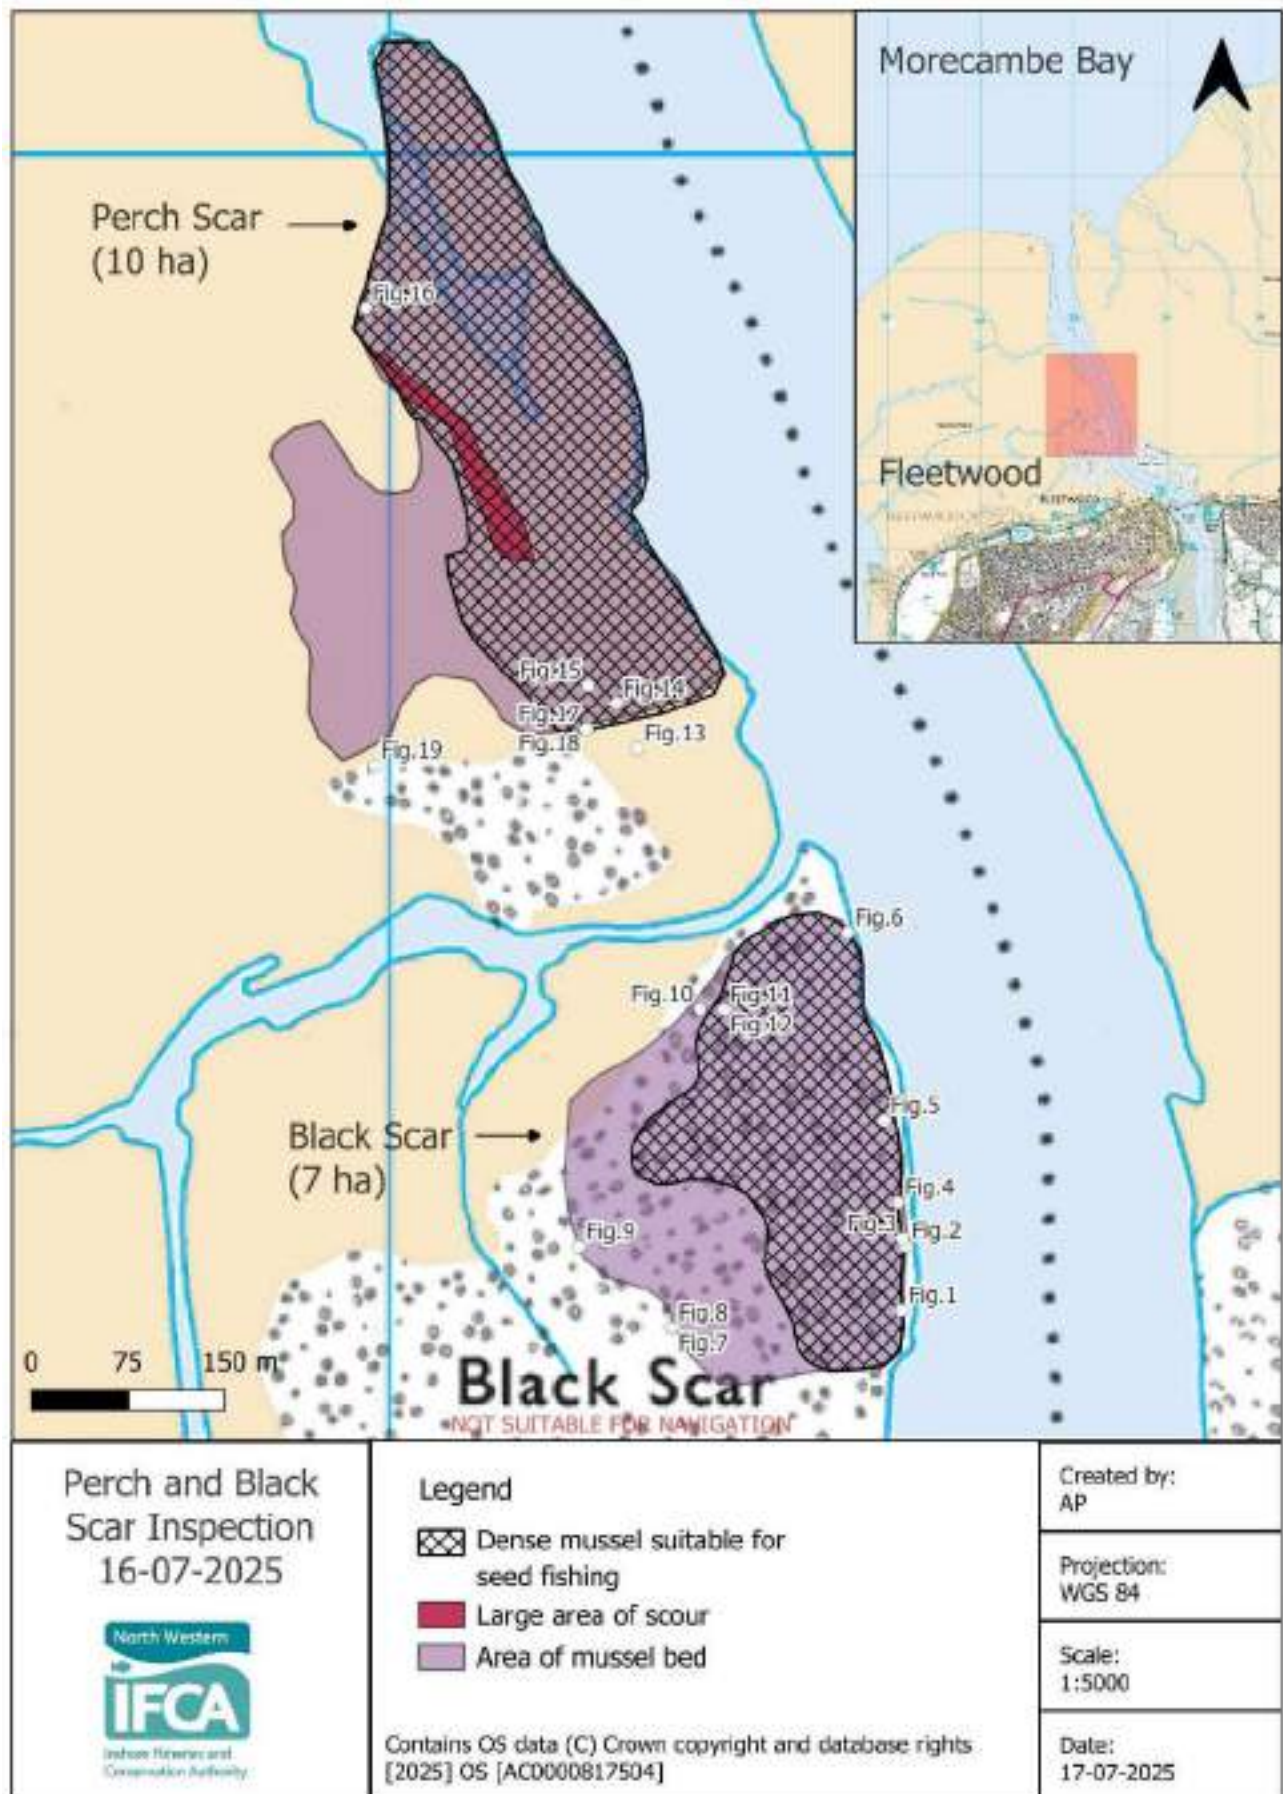 Morecambe Bay
Perch Scar
(10 ha)
Fig.16
Fleetwood
Fig.15
Fig.14
Fig.17
Fig.18
Fig.13
Fig.19
Fig.6
Fig.10
Fig.11
Fig.12
Fig.5
Black Scar
(7 ha)
Fig.4
Fig.3
Fig.2
Fig.9
Fig.1
Fig.8
Fig.7
0 75 150 m
Black Scar
NOT SUITABLE FOR NAVIGATION
Perch and Black
Scar Inspection
16-07-2025
North Western
IFCA
Inshore Fisheries and
Conservation Authority
Legend
Dense mussel suitable for
seed fishing
Large area of scour
Area of mussel bed
Contains OS data (C) Crown copyright and database rights
[2025] OS [AC0000817504]
Created by:
AP
Projection:
WGS 84
Scale:
1:5000
Date:
17-07-2025